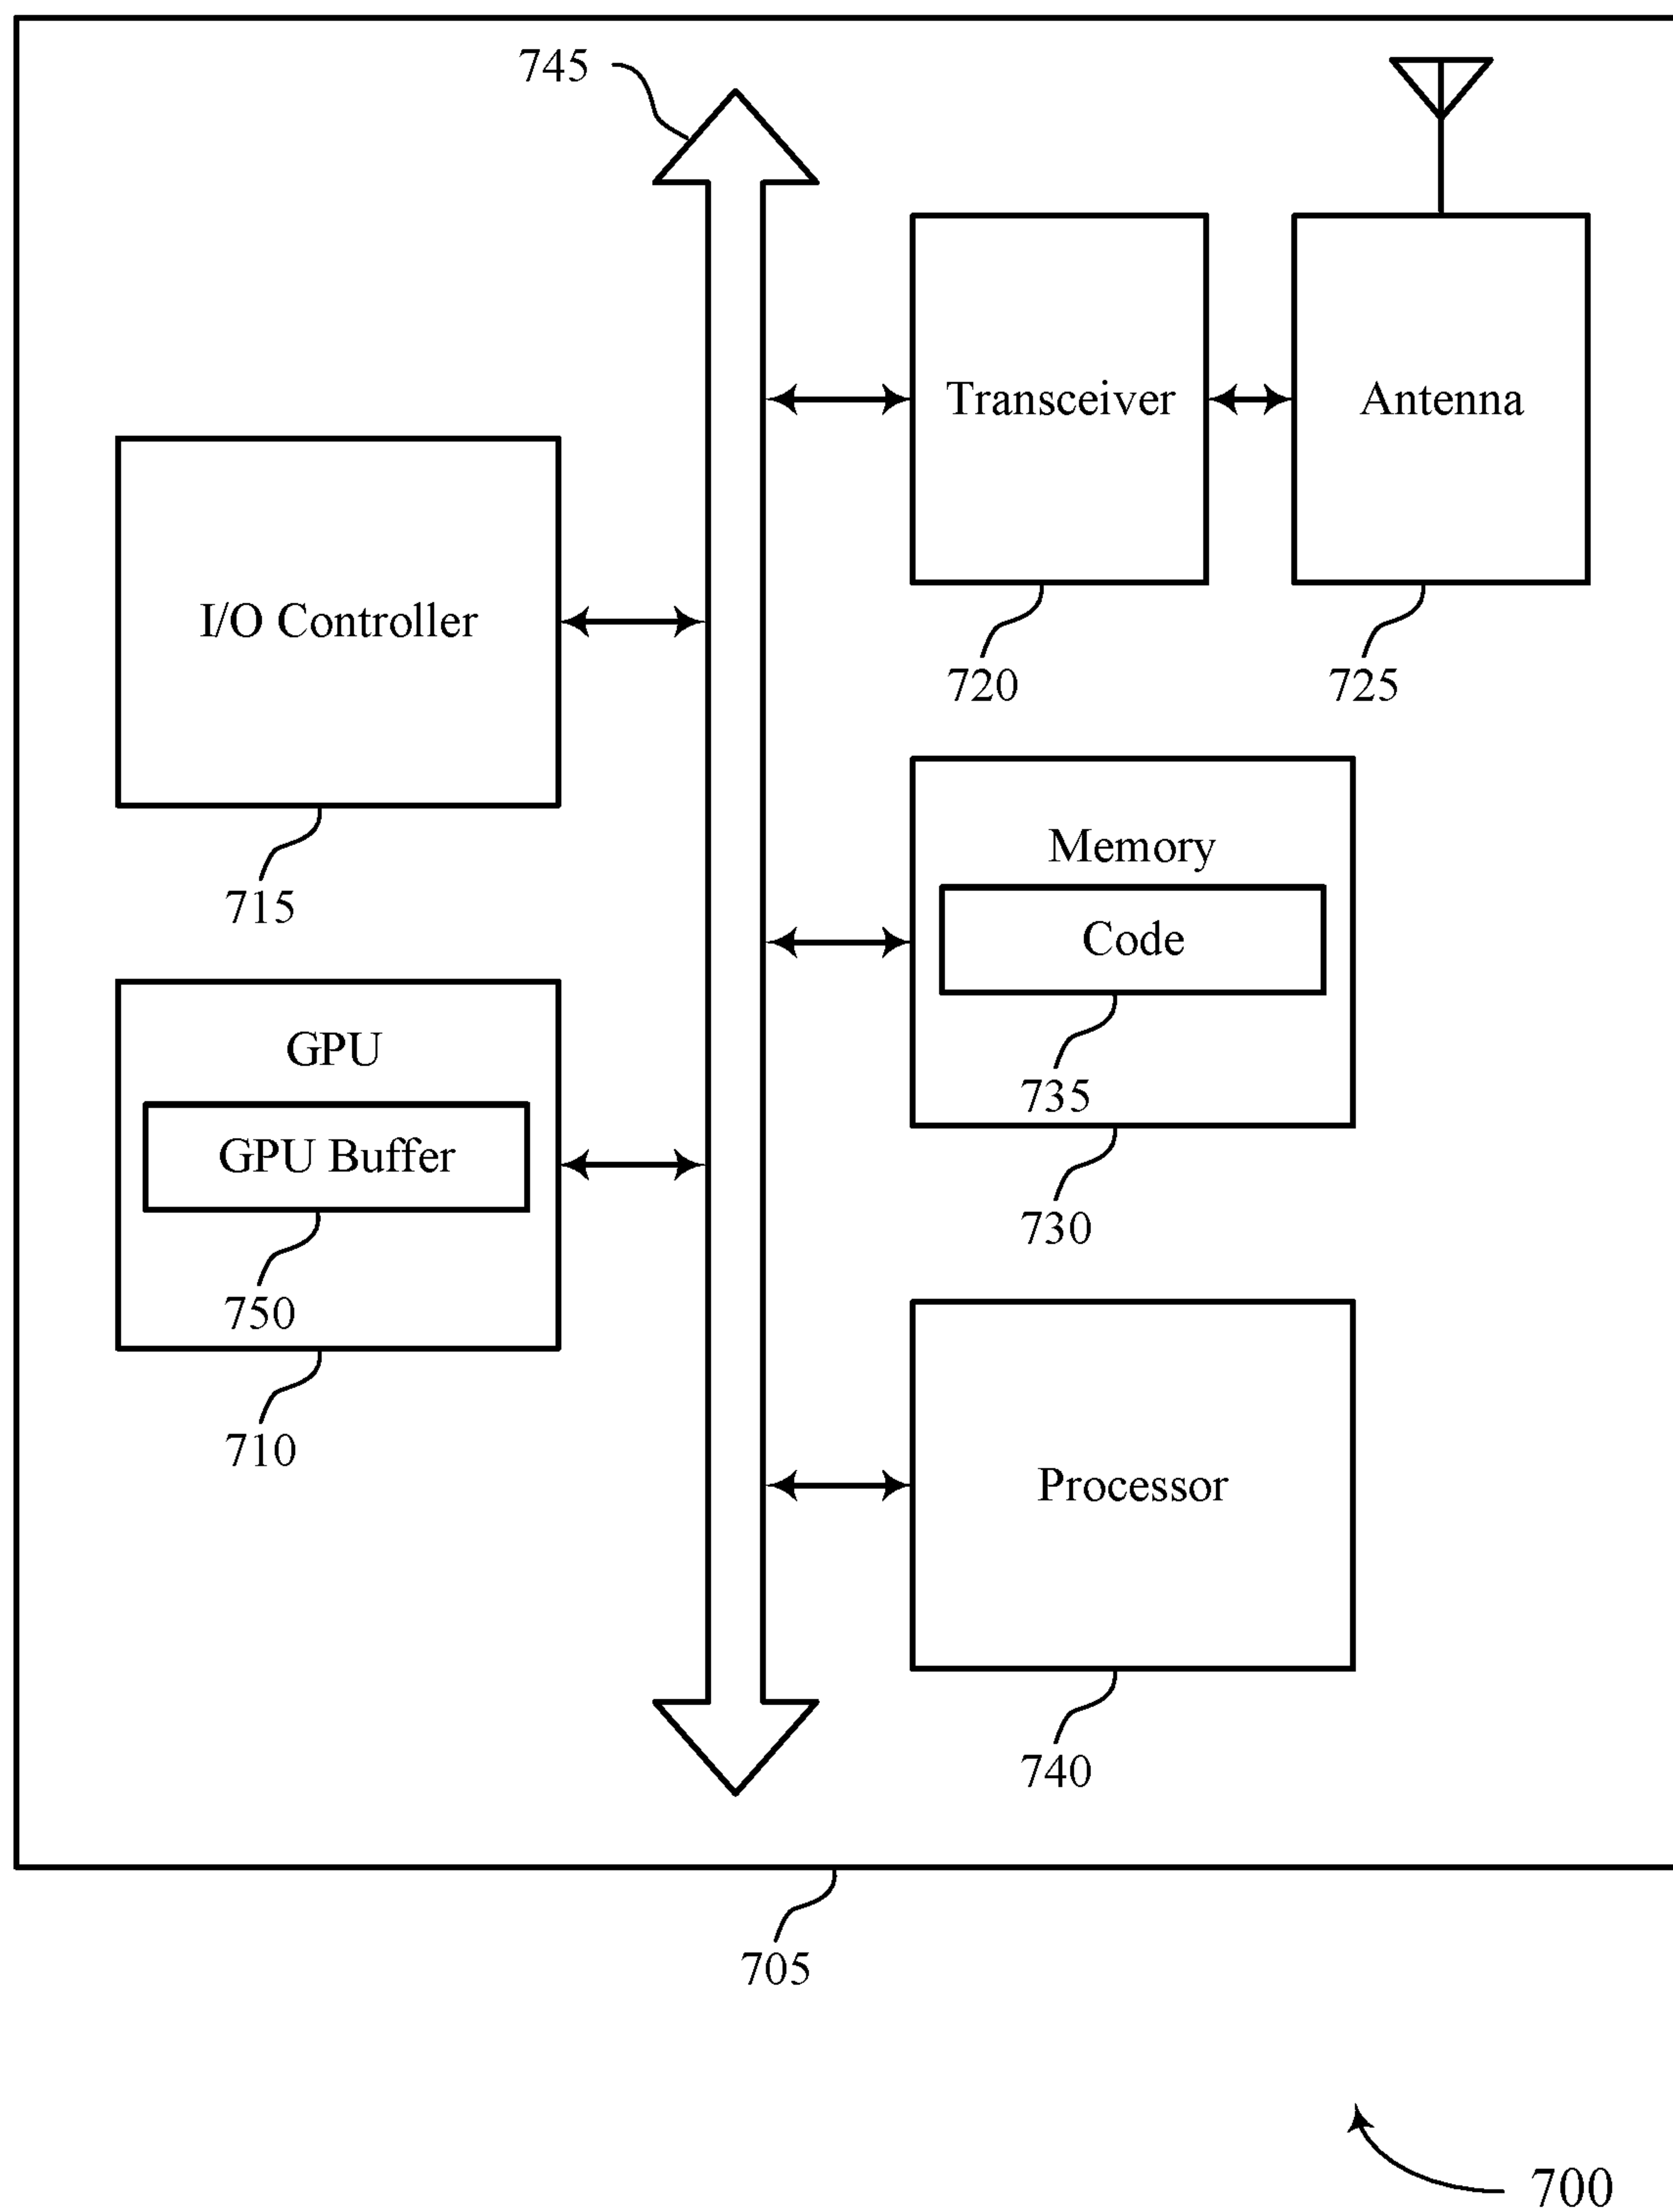 745
Transceiver
Antenna
I/O Controller
720
725
715
Memory
Code
GPU
735
GPU Buffer
730
750
710
Processor
740
705
700